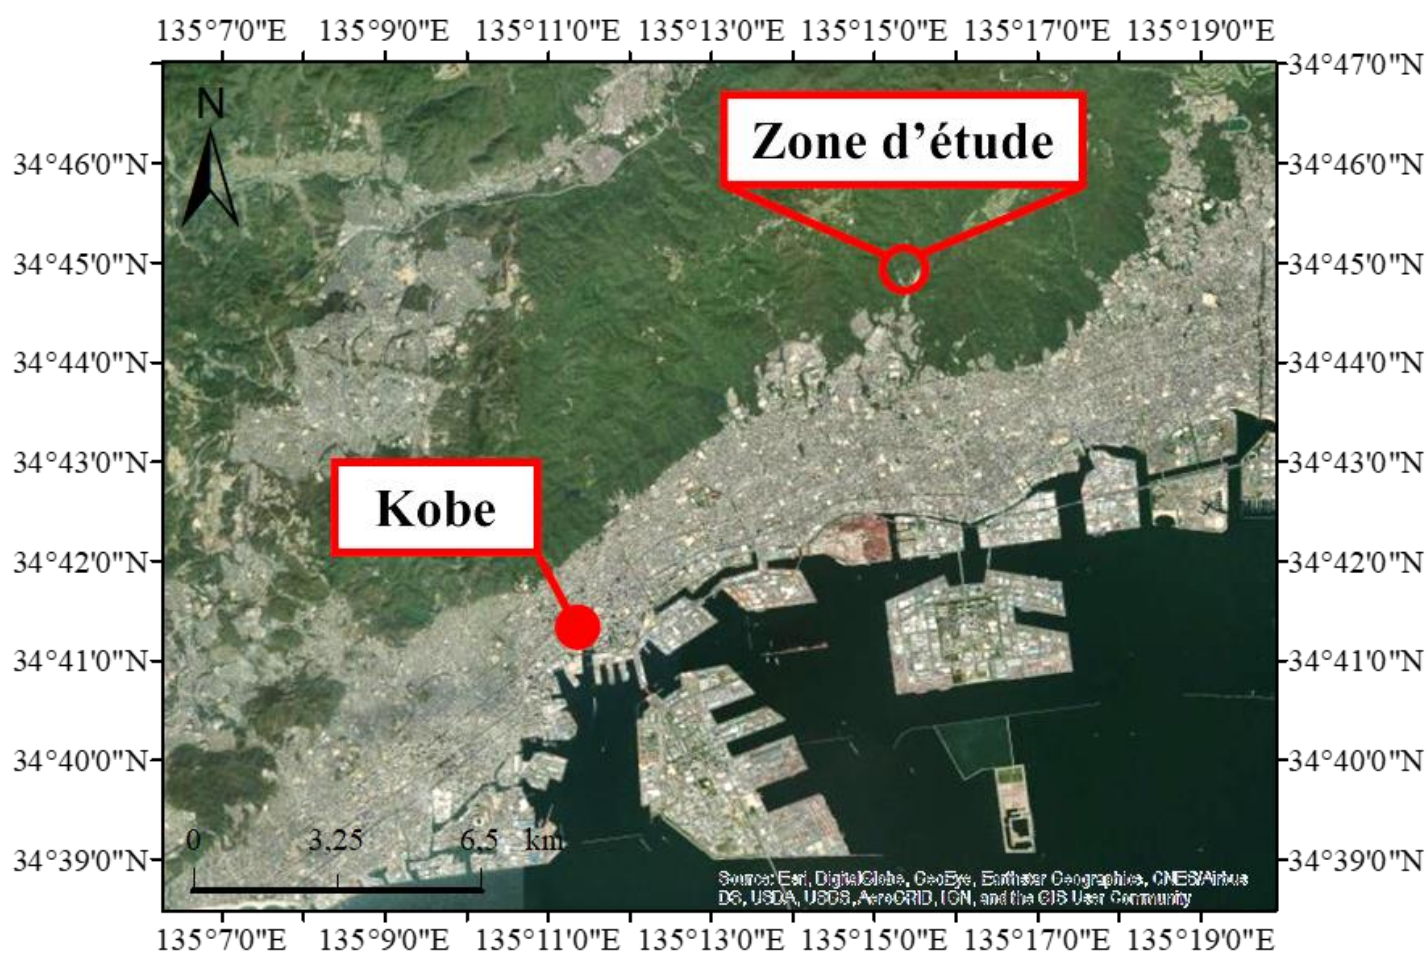 135°7'0"E 135°9'0"E 135°11'0"E 135°13'0"E 135°15'0"E 135°17'0"E 135°19'0"E
34°47'0"N
N
Zone d’étude
34°46'0"N 34°46'0"N
34°45'0"N 34°45'0"N
34°44'0"N 34°44'0"N
34°43'0"N 34°43'0"N
Kobe
34°42'0"N 34°42'0"N
34°41'0"N 34°41'0"N
34°40'0"N 34°40'0"N
0 3,25 6,5 km
34°39'0"N 34°39'0"N
Source: Esri, DigitalGlobe, GeoEye, Earthstar Geographics, CNES/Airbus
DS, USDA, USGS, AeroGRID, IGN, and the GIS User Community
135°7'0"E 135°9'0"E 135°11'0"E 135°13'0"E 135°15'0"E 135°17'0"E 135°19'0"E